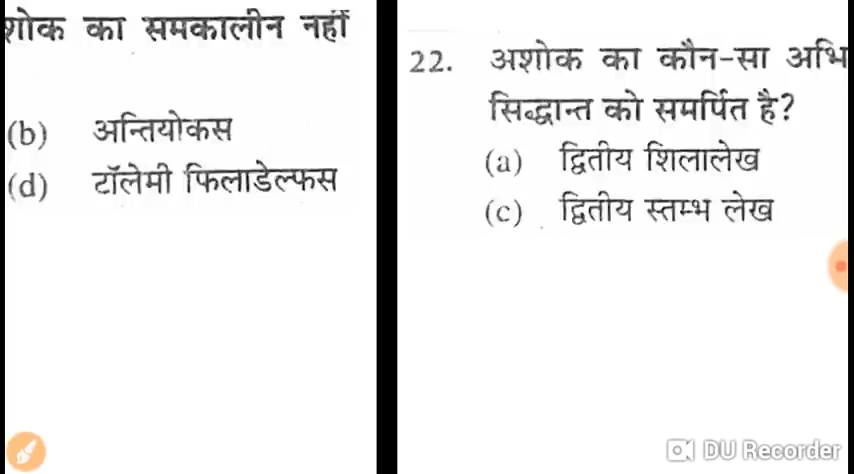 शोक का समकालीन नहीं
(b) अन्तियोकस
(d) टॉलेमी फिलाडेल्फस
22. अशोक का कौन-सा अभि
सिद्धान्त को समर्पित है?
(a) द्वितीय शिलालेख
(c) द्वितीय स्तम्भ लेख
DU Recorder